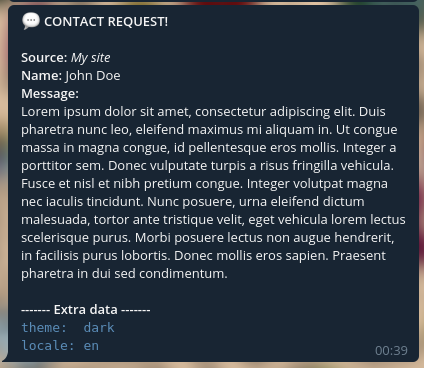 💬 CONTACT REQUEST!
Source: My site
Name: John Doe
Message:
Lorem ipsum dolor sit amet, consectetur adipiscing elit. Duis
pharetra nunc leo, eleifend maximus mi aliquam in. Ut congue
massa in magna congue, id pellentesque eros mollis. Integer a
porttitor sem. Donec vulputate turpis a risus fringilla vehicula.
Fusce et nisl et nibh pretium congue. Integer volutpat magna
nec iaculis tincidunt. Nunc posuere, urna eleifend dictum
malesuada, tortor ante tristique velit, eget vehicula lorem lectus
scelerisque purus. Morbi posuere lectus non augue hendrerit,
in facilisis purus lobortis. Donec mollis eros sapien. Praesent
pharetra in dui sed condimentum.
------- Extra data -------
theme:  dark
locale: en
00:39